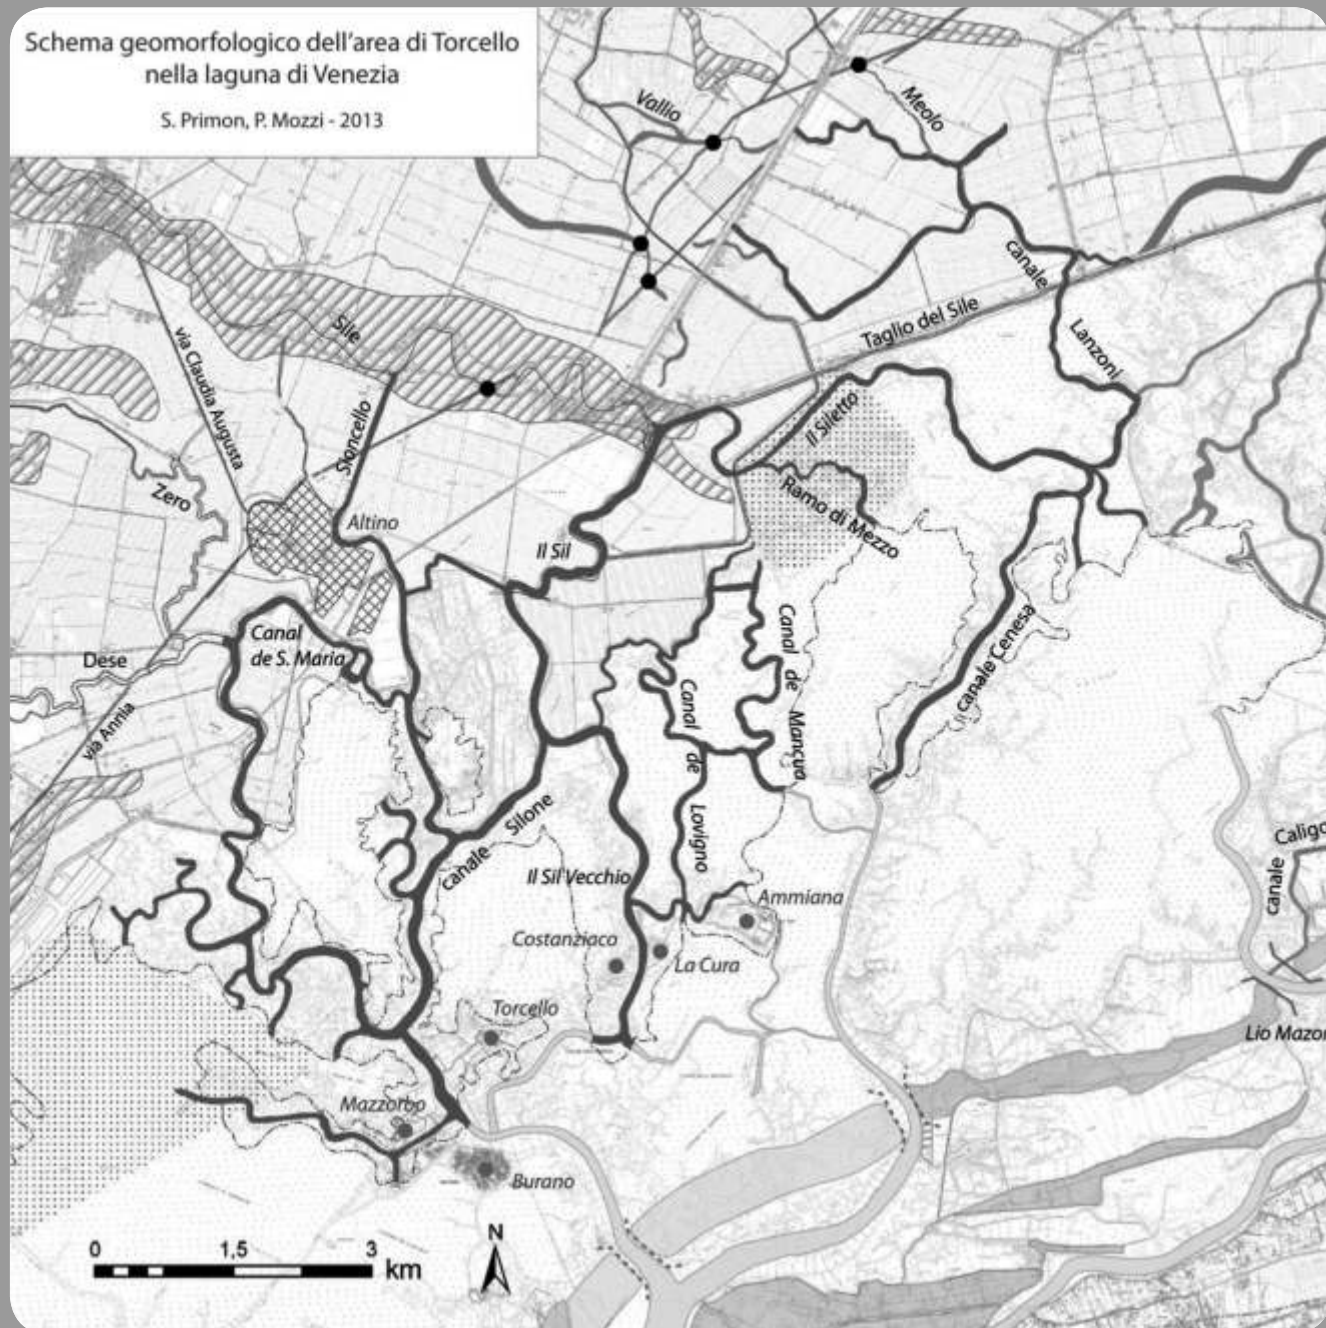 Schema geomorfologico dell'area di Torcello
nella laguna di Venezia
S. Primon, P. Mozzi - 2013
Vallio
Meolo
canale
Lanzoni
Taglio del Sile
Sile
via Claudia Augusta
Sioncello
Il Siletto
Ramo di Mezzo
Zero
Altino
Il Sil
Canal
de S. Maria
Dese
via Annia
Canal de Mancua
canale Cenesa
Canal de Lovigno
canale Silone
Il Sil Vecchio
Ammiana
Costanziaco
La Cura
Torcello
Mazzorbo
Burano
canale
Caligo
Lio Mazor
0 1,5 3
km
N